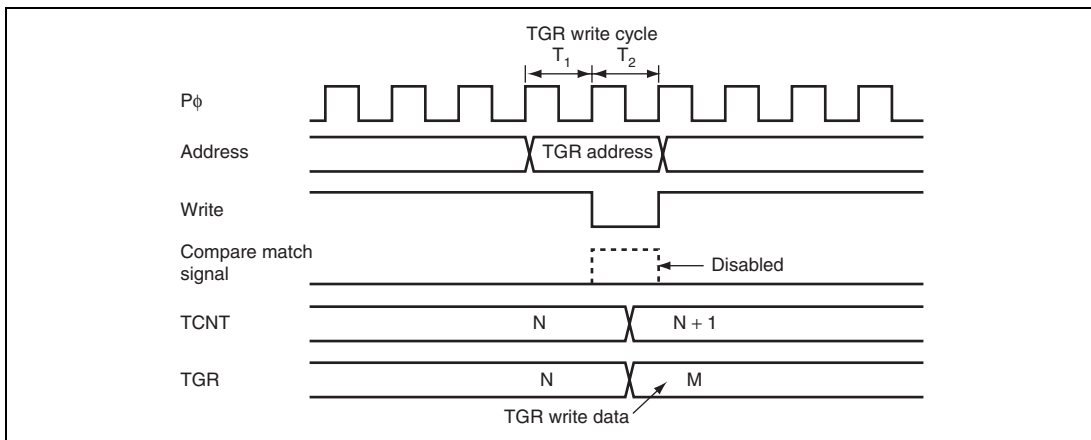 TGR write cycle
T1 T2
Pφ
Address TGR address
Write
Compare match
signal
Disabled
TCNT N N + 1
TGR N M
TGR write data